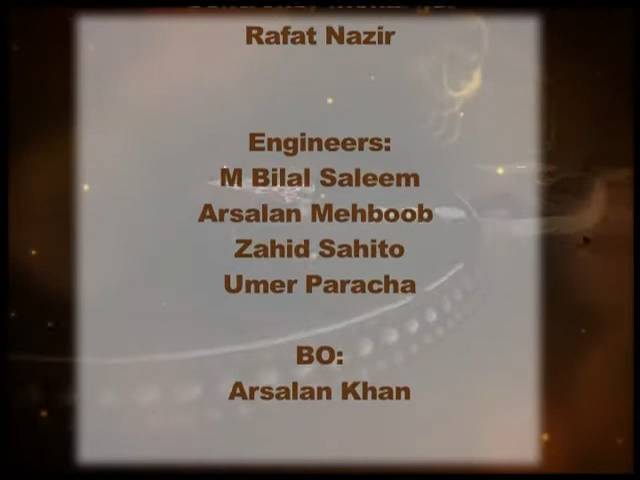 Rafat Nazir
Engineers:
M Bilal Saleem
Arsalan Mehboob
Zahid Sahito
Umer Paracha
BO:
Arsalan Khan